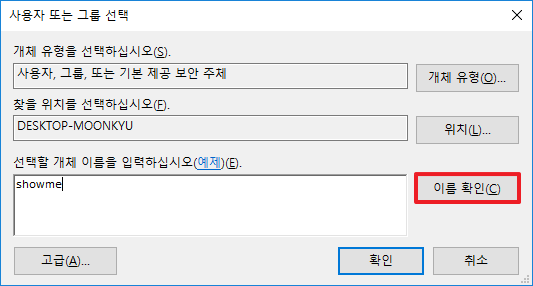 사용자 또는 그룹 선택
개체 유형을 선택하십시오(S).
사용자, 그룹, 또는 기본 제공 보안 주체
개체 유형(O)...
찾을 위치를 선택하십시오(F).
DESKTOP-MOONKYU
위치(L)...
선택할 개체 이름을 입력하십시오(예제)(E).
showme
이름 확인(C)
고급(A)...
확인
취소